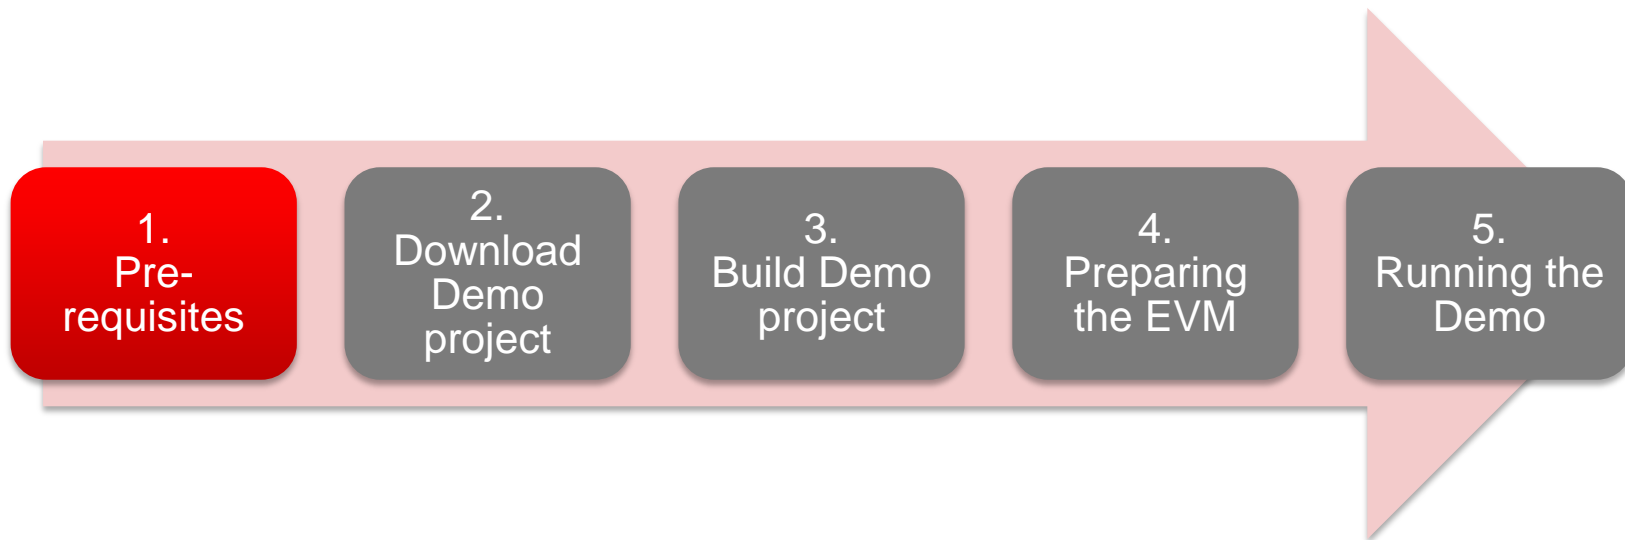 1.
Pre-
requisites
2.
Download
Demo
project
3.
Build Demo
project
4.
Preparing
the EVM
5.
Running the
Demo